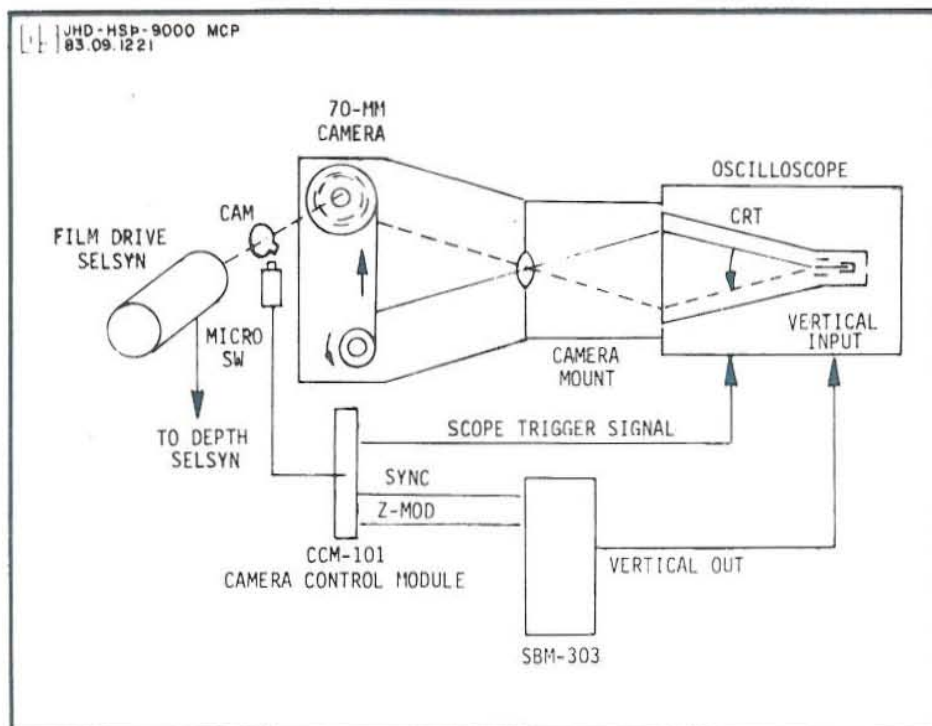 JHD-HSP-9000 MCP
83.09.1221
70-MM
CAMERA
OSCILLOSCOPE
CAM
CRT
FILM DRIVE
SELSYN
MICRO
SW
VERTICAL
INPUT
CAMERA
MOUNT
TO DEPTH
SELSYN
SCOPE TRIGGER SIGNAL
SYNC
Z-MOD
CCM-101
CAMERA CONTROL MODULE
VERTICAL OUT
SBM-303